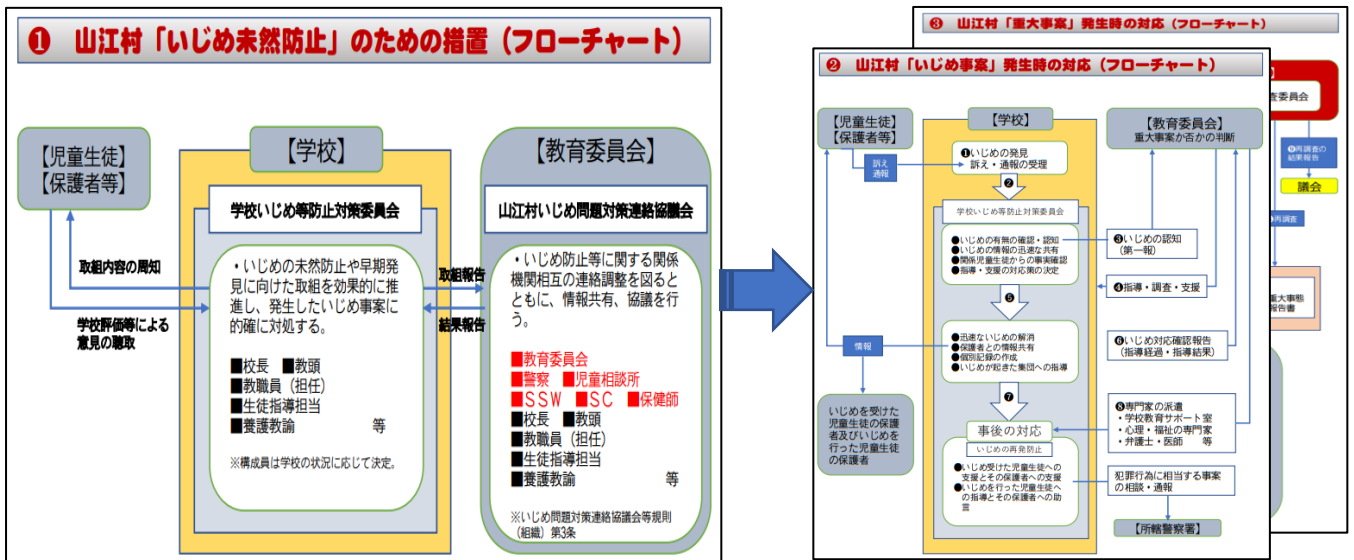 ❶ 山江村「いじめ未然防止」のための措置（フローチャート）
【児童生徒】
【保護者等】
取組内容の周知
学校評価等による
意見の聴取
【学校】
学校いじめ等防止対策委員会
・いじめの未然防止や早期発
見に向けた取組を効果的に推
進し、発生したいじめ事案に
的確に対処する。
■校長 ■教頭
■教職員（担任）
■生徒指導担当
■養護教諭 等
※構成員は学校の状況に応じて決定。
取組報告
結果報告
【教育委員会】
山江村いじめ問題対策連絡協議会
・いじめ防止等に関する関係
機関相互の連絡調整を図ると
ともに、情報共有、協議を行
う。
■教育委員会
■警察 ■児童相談所
■ＳＳＷ ■ＳＣ ■保健師
■校長 ■教頭
■教職員（担任）
■生徒指導担当
■養護教諭 等
※いじめ問題対策連絡協議会等規則
（組織）第3条
❸ 山江村「重大事案」発生時の対応（フローチャート）
査委員会
❾再調査の
結果報告
議会
再調査
重大事態
報告書
❷ 山江村「いじめ事案」発生時の対応（フローチャート）
【児童生徒】
【保護者等】
訴え
通報
【学校】
❶いじめの発見
訴え・通報の受理
❷
学校いじめ等防止対策委員会
●いじめの有無の確認・認知
●いじめの情報の迅速な共有
●関係児童生徒からの事実確認
●指導・支援の対応策の決定
❺
●迅速ないじめの解消
●保護者との情報共有
●個別記録の作成
●いじめが起きた集団への指導
❼
事後の対応
いじめの再発防止
●いじめ受けた児童生徒への
支援とその保護者への支援
●いじめを行った児童生徒へ
の指導とその保護者への助
言
情報
いじめを受けた
児童生徒の保護
者及びいじめを
行った児童生徒
の保護者
【教育委員会】
重大事案か否かの判断
❸いじめの認知
（第一報）
❹指導・調査・支援
❻いじめ対応確認報告
（指導経過・指導結果）
❽専門家の派遣
・学校教育サポート室
・心理・福祉の専門家
・弁護士・医師 等
犯罪行為に相当する事案
の相談・通報
【所轄警察署】